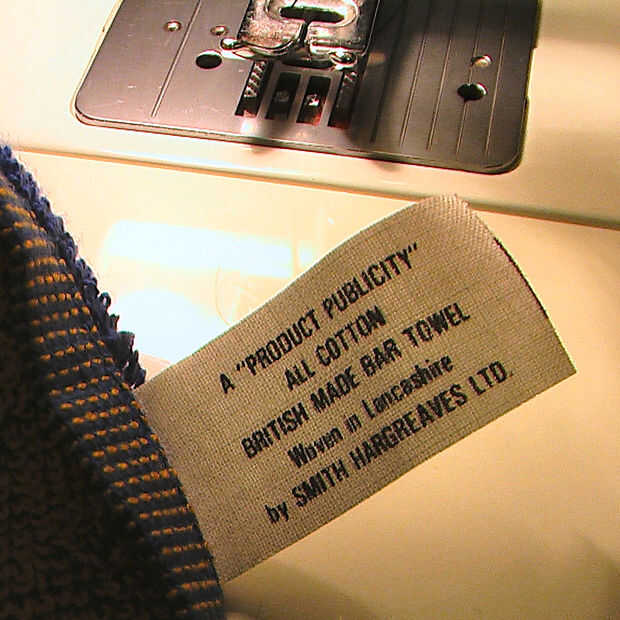 A "PRODUCT PUBLICITY"
ALL COTTON
BRITISH MADE BAR TOWEL
Woven in Lancashire
by SMITH HARGREAVES LTD.